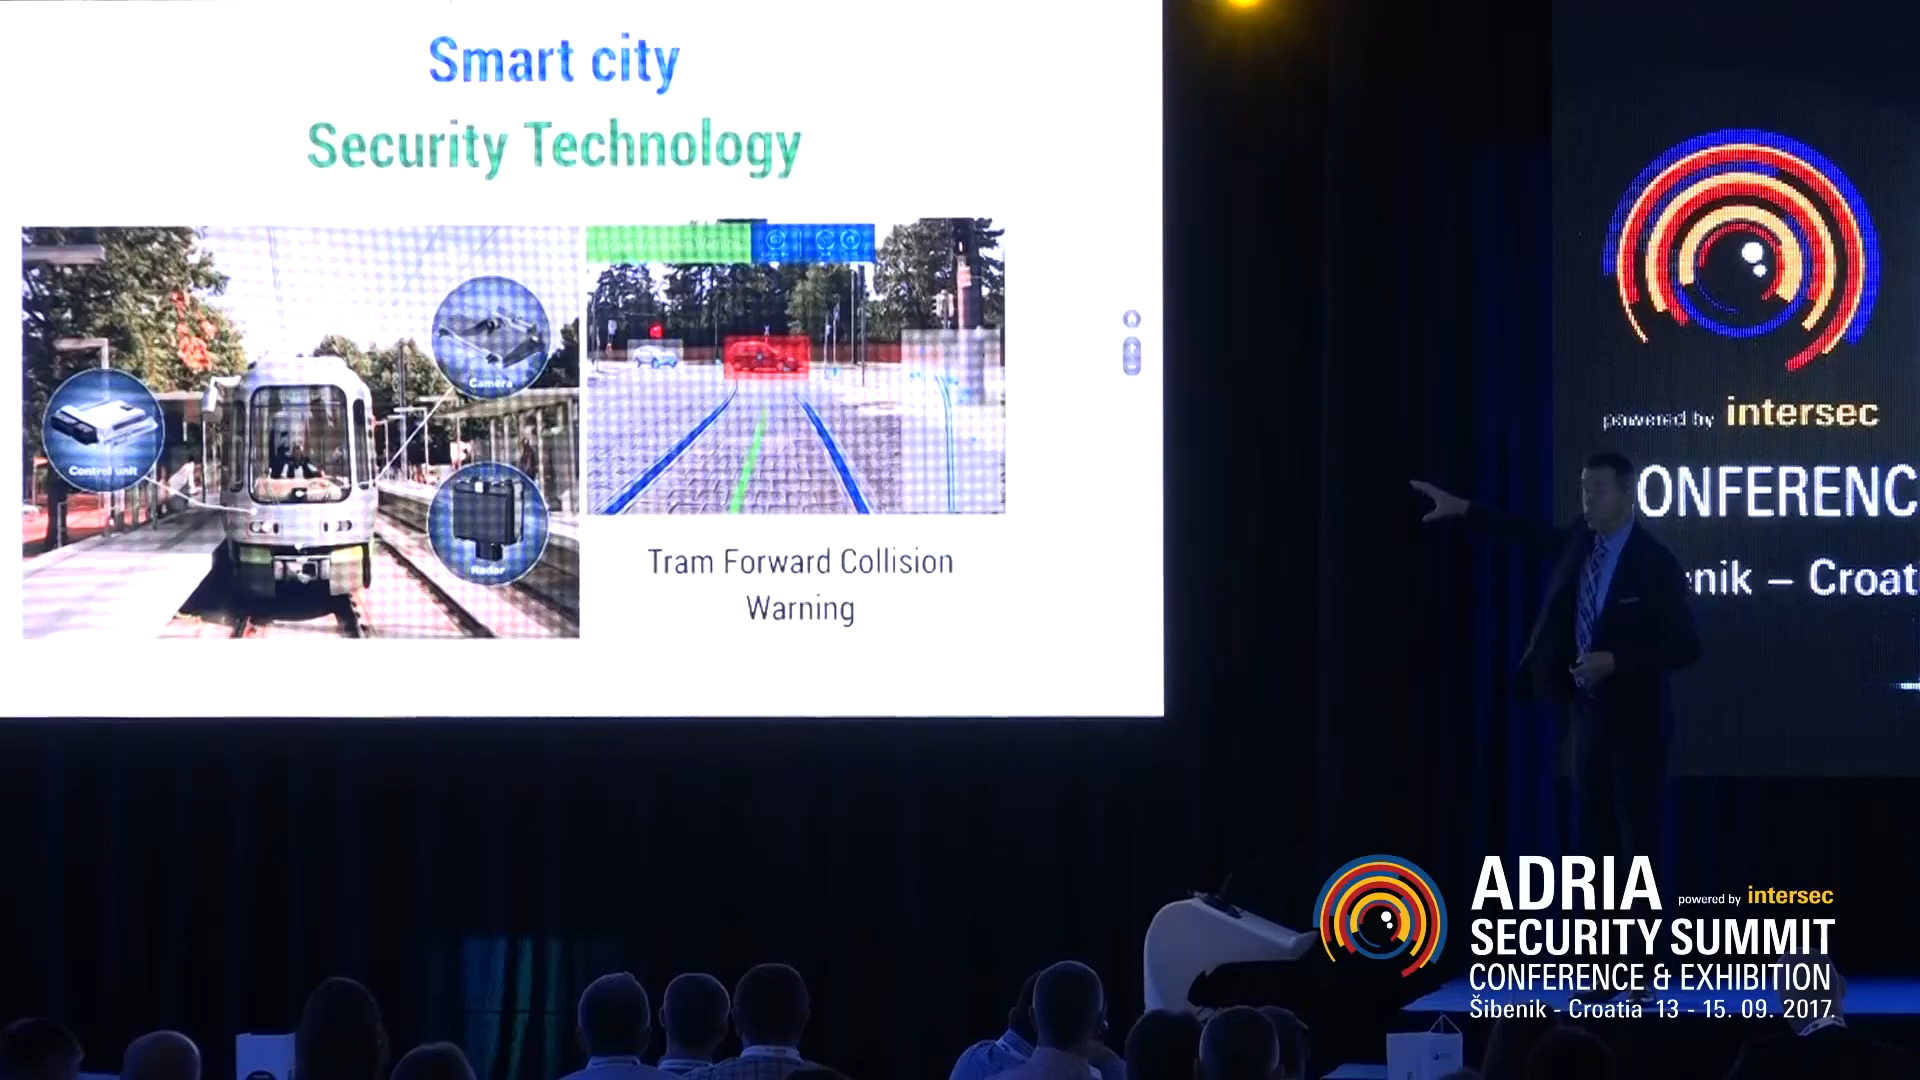 Smart city
Security Technology
Camera
Control unit
Radar
Tram Forward Collision
Warning
powered by intersec
ONFERENC
nik – Croati
ADRIA powered by intersec
SECURITY SUMMIT
CONFERENCE & EXHIBITION
Šibenik - Croatia 13 - 15. 09. 2017.